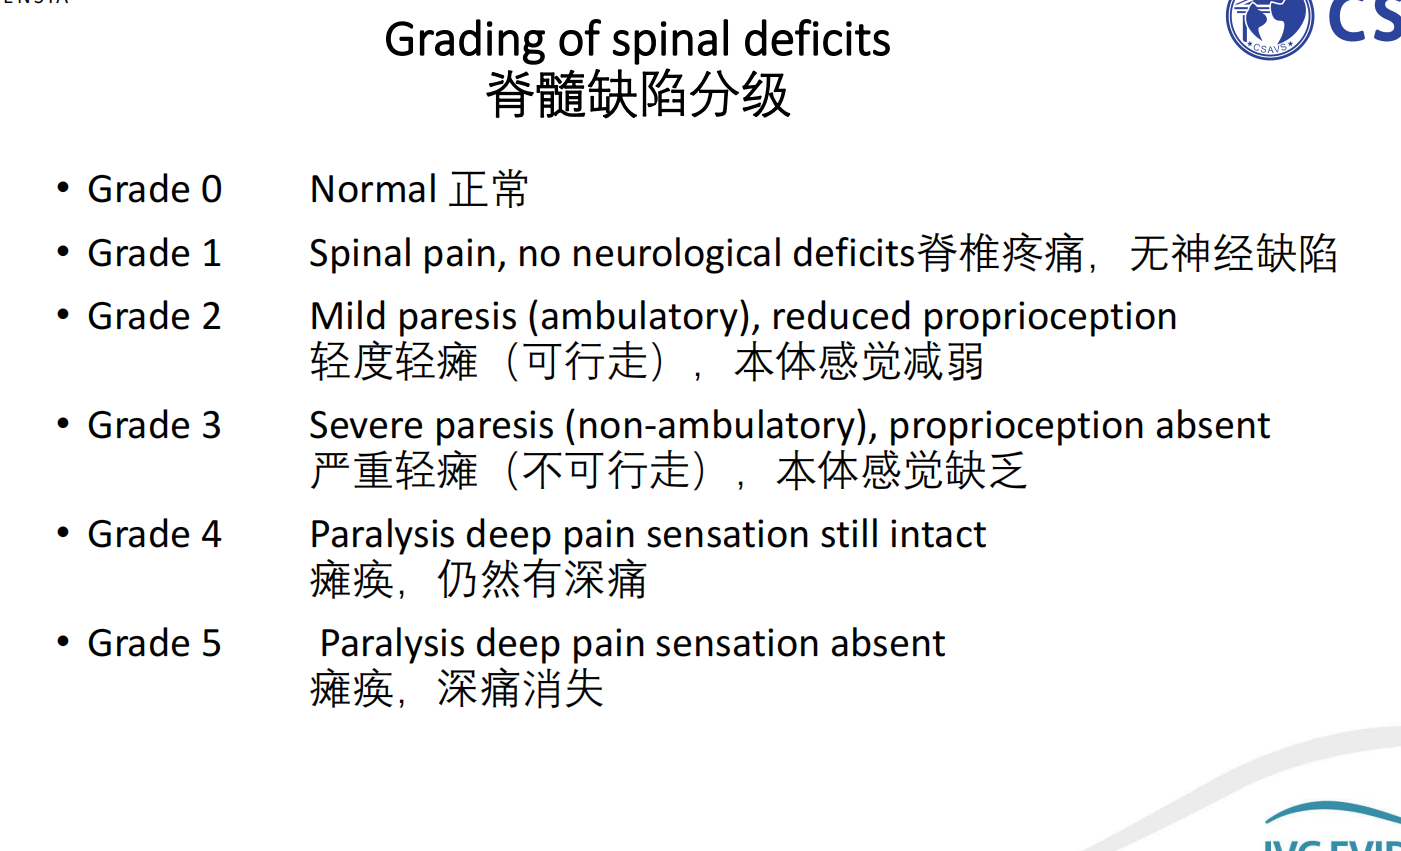 Grading of spinal deficits
脊髓缺陷分级
CSAVS
• Grade 0 Normal 正常
• Grade 1 Spinal pain, no neurological deficits脊椎疼痛，无神经缺陷
• Grade 2 Mild paresis (ambulatory), reduced proprioception
轻度轻瘫（可行走），本体感觉减弱
• Grade 3 Severe paresis (non-ambulatory), proprioception absent
严重轻瘫（不可行走），本体感觉缺乏
• Grade 4 Paralysis deep pain sensation still intact
瘫痪，仍然有深痛
• Grade 5 Paralysis deep pain sensation absent
瘫痪，深痛消失